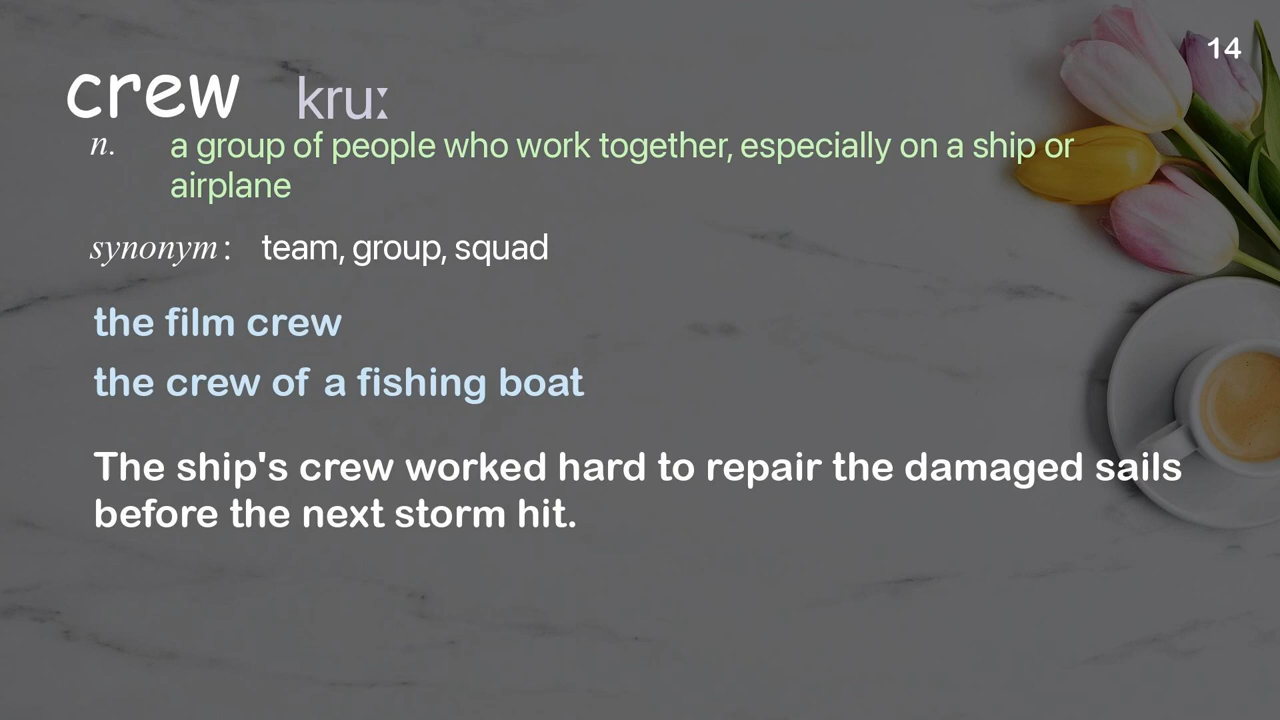 14
crew kruː
n. a group of people who work together, especially on a ship or
airplane
synonym: team, group, squad
the film crew
the crew of a fishing boat
The ship's crew worked hard to repair the damaged sails
before the next storm hit.